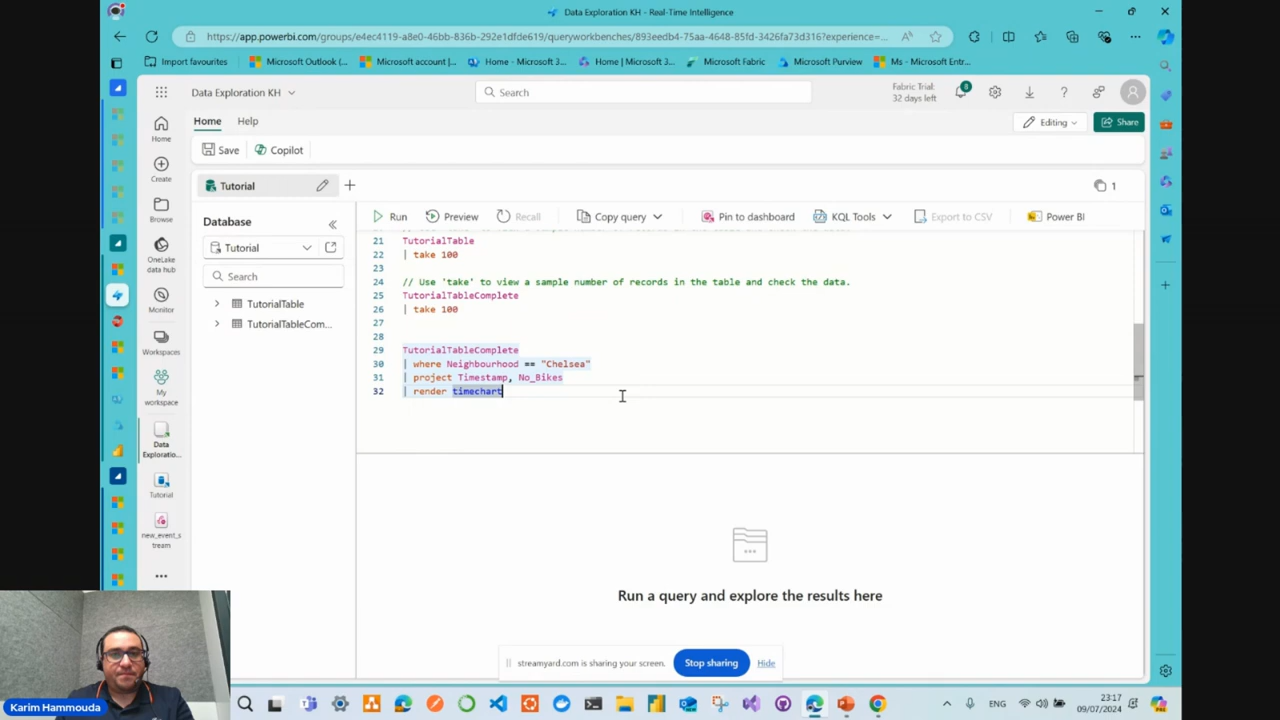 Data Exploration KH - Real-Time Intelligence
https://app.powerbi.com/groups/e4ec4119-a8e0-46bb-836b-292e1dfde619/queryworkbenches/893eedb4-75aa-4648-85fd-3426fa73d316?experience=...
Import favourites
Microsoft Outlook (...
Microsoft account |...
Home - Microsoft 3...
Home | Microsoft 3...
Microsoft Fabric
Microsoft Purview
Ms - Microsoft Entr...
Data Exploration KH
Search
Fabric Trial:
32 days left
8
Home
Help
Editing
Share
Save
Copilot
Tutorial
1
Home
Create
Browse
OneLake
data hub
Monitor
Workspaces
My
workspace
Data
Exploratio...
Tutorial
new_event_s
tream
Database
Tutorial
Search
TutorialTable
TutorialTableCom...
Run
Preview
Recall
Copy query
Pin to dashboard
KQL Tools
Export to CSV
Power BI
21 TutorialTable
22 | take 100
23
24 // Use 'take' to view a sample number of records in the table and check the data.
25 TutorialTableComplete
26 | take 100
27
28
29 TutorialTableComplete
30 | where Neighbourhood == "Chelsea"
31 | project Timestamp, No_Bikes
32 | render timechart
Run a query and explore the results here
streamyard.com is sharing your screen.
Stop sharing
Hide
Karim Hammouda
ENG
23:17
09/07/2024